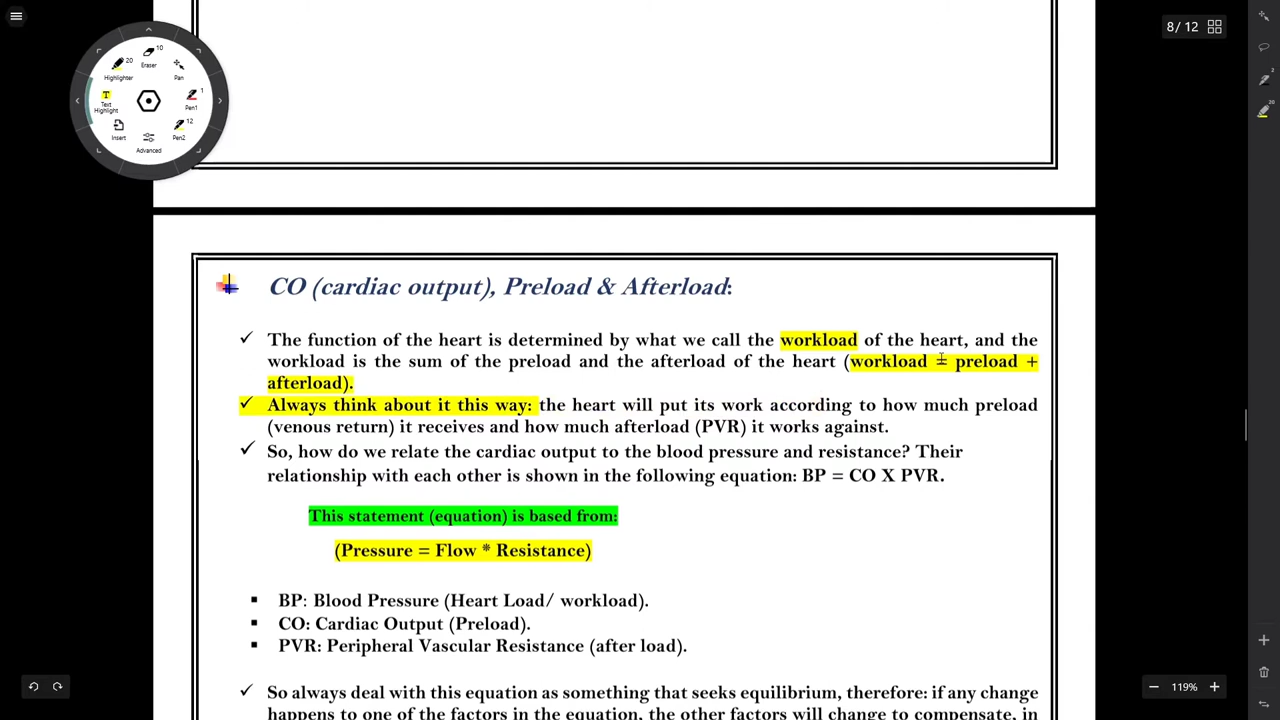 8/ 12
20
Highlighter
10
Eraser
Pan
T
Text
Highlight
1
Pen1
Insert
12
Pen2
Advanced
CO (cardiac output), Preload & Afterload:
✓ The function of the heart is determined by what we call the workload of the heart, and the
workload is the sum of the preload and the afterload of the heart (workload = preload +
afterload).
✓ Always think about it this way: the heart will put its work according to how much preload
(venous return) it receives and how much afterload (PVR) it works against.
✓ So, how do we relate the cardiac output to the blood pressure and resistance? Their
relationship with each other is shown in the following equation: BP = CO X PVR.
This statement (equation) is based from:
(Pressure = Flow * Resistance)
▪ BP: Blood Pressure (Heart Load/ workload).
▪ CO: Cardiac Output (Preload).
▪ PVR: Peripheral Vascular Resistance (after load).
✓ So always deal with this equation as something that seeks equilibrium, therefore: if any change
happens to one of the factors in the equation, the other factors will change to compensate, in
119%